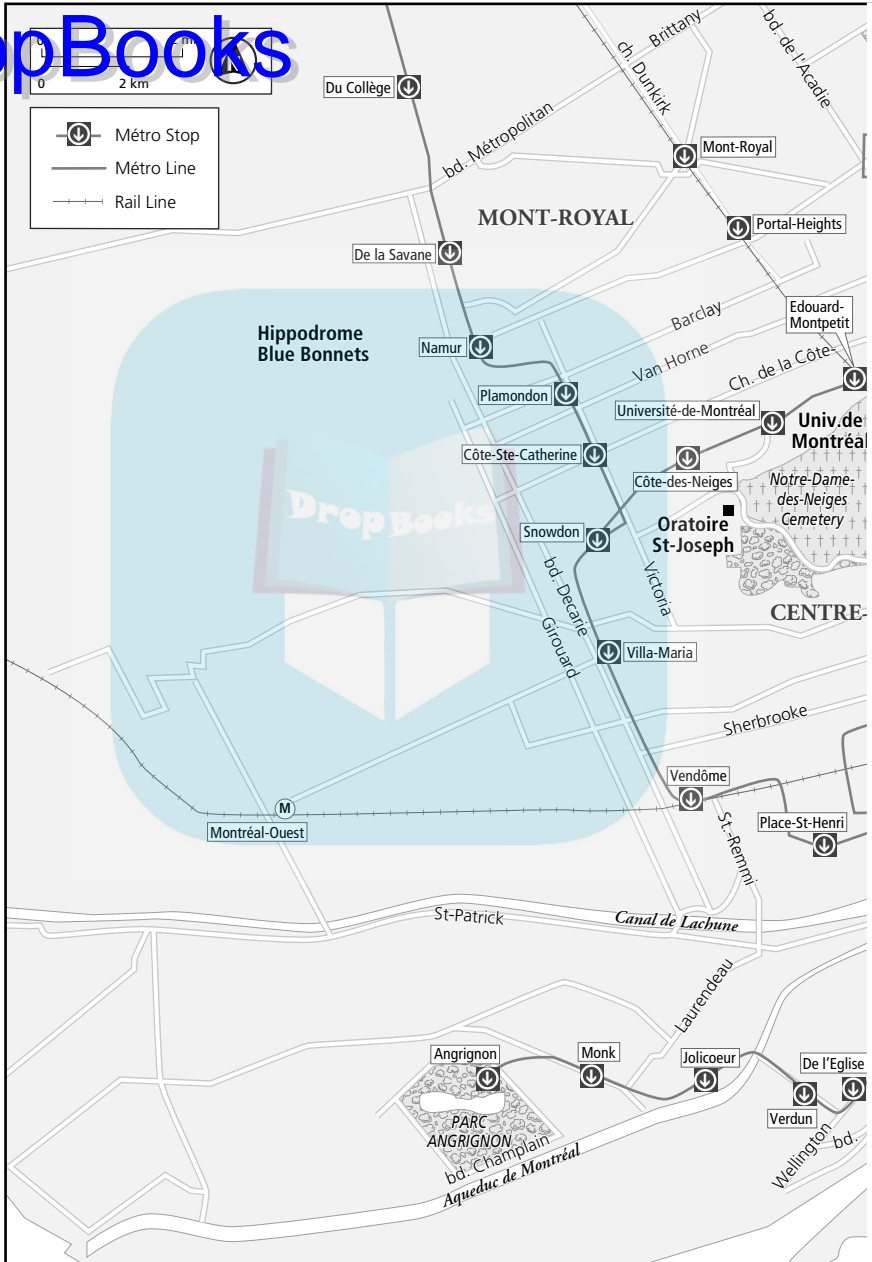 DropBooks
0
2 mi
0
2 km
Métro Stop
Métro Line
Rail Line
Du Collège
bd. Métropolitan
ch. Dunkirk
Brittany
bd. de l'Acadie
Mont-Royal
MONT-ROYAL
Portal-Heights
De la Savane
Hippodrome
Blue Bonnets
Namur
Barclay
Edouard-
Montpetit
Van Horne
Ch. de la Côte-
Plamondon
Université-de-Montréal
Univ.de
Montréal
Côte-Ste-Catherine
Côte-des-Neiges
Notre-Dame-
des-Neiges
Cemetery
DropBooks
Snowdon
Oratoire
St-Joseph
bd. Decarie
Victoria
CENTRE-
Girouard
Villa-Maria
Sherbrooke
Vendôme
M
Montréal-Ouest
Place-St-Henri
St.-Remmi
St-Patrick
Canal de Lachune
Laurendeau
Angrignon
Monk
Jolicoeur
De l'Eglise
Verdun
PARC
ANGRIGNON
bd. Champlain
Aqueduc de Montréal
Wellington
bd.